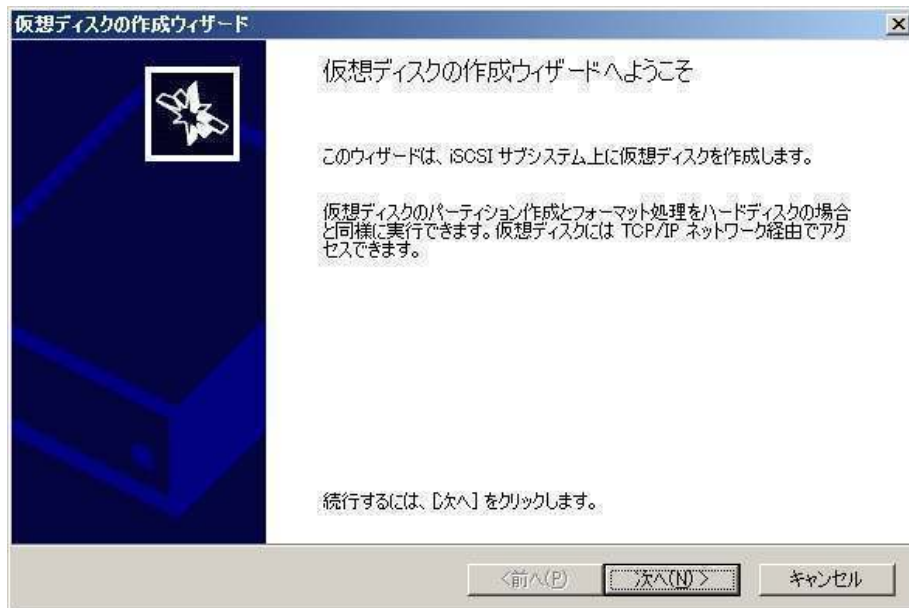 仮想ディスクの作成ウィザード
仮想ディスクの作成ウィザードへようこそ
このウィザードは、iSCSI サブシステム上に仮想ディスクを作成します。
仮想ディスクのパーティション作成とフォーマット処理をハードディスクの場合
と同様に実行できます。仮想ディスクには TCP/IP ネットワーク経由でアク
セスできます。
続行するには、[次へ] をクリックします。
<前へ(P)
次へ(N) >
キャンセル